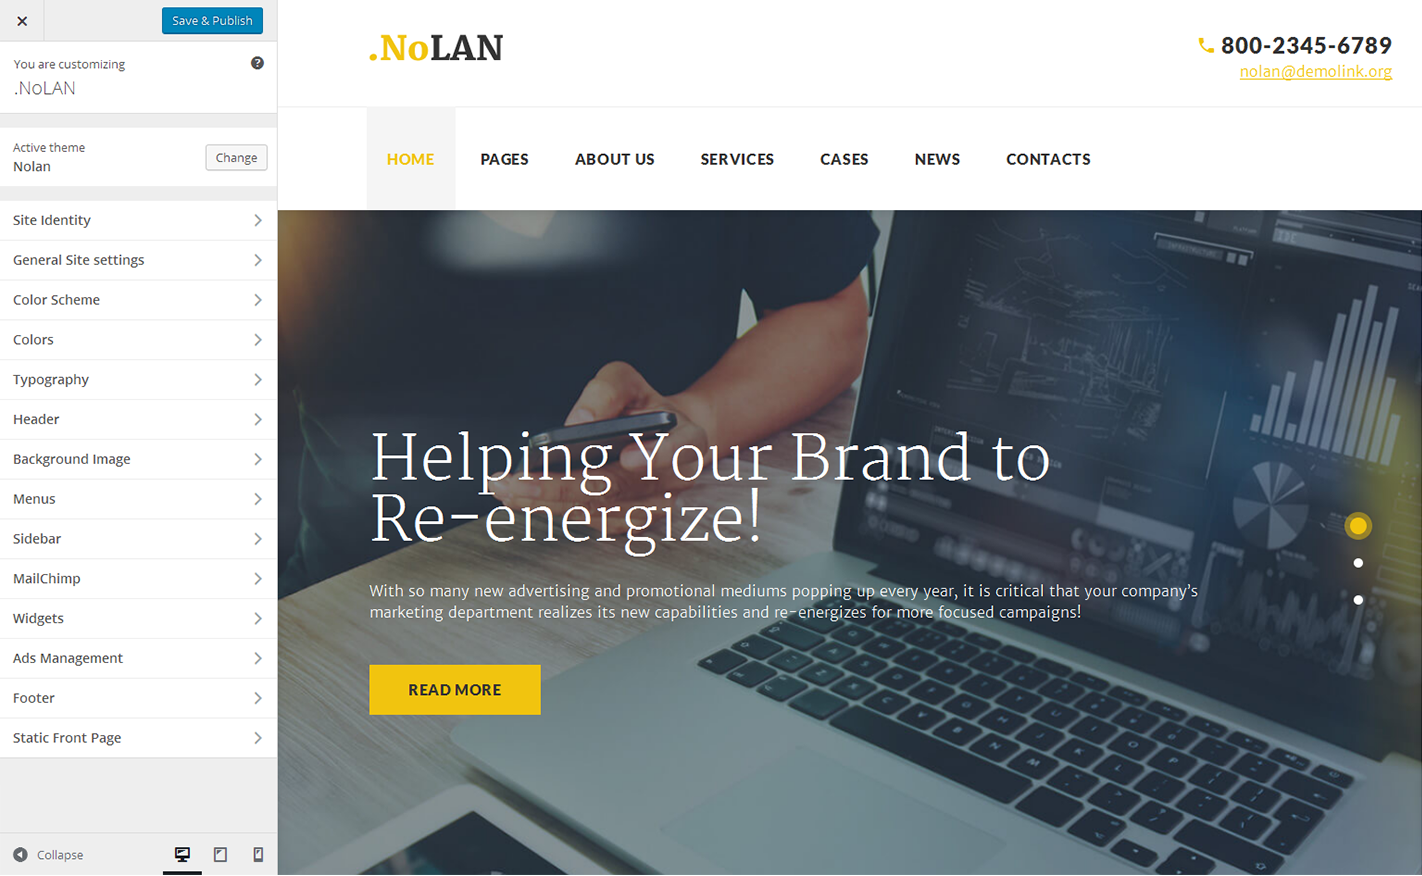 Save & Publish
You are customizing
.NoLAN
Active theme
Nolan
Change
Site Identity
General Site settings
Color Scheme
Colors
Typography
Header
Background Image
Menus
Sidebar
MailChimp
Widgets
Ads Management
Footer
Static Front Page
Collapse
.NoLAN
800-2345-6789
nolan@demolink.org
HOME PAGES ABOUT US SERVICES CASES NEWS CONTACTS
Helping Your Brand to
Re-energize!
With so many new advertising and promotional mediums popping up every year, it is critical that your company's
marketing department realizes its new capabilities and re-energizes for more focused campaigns!
READ MORE